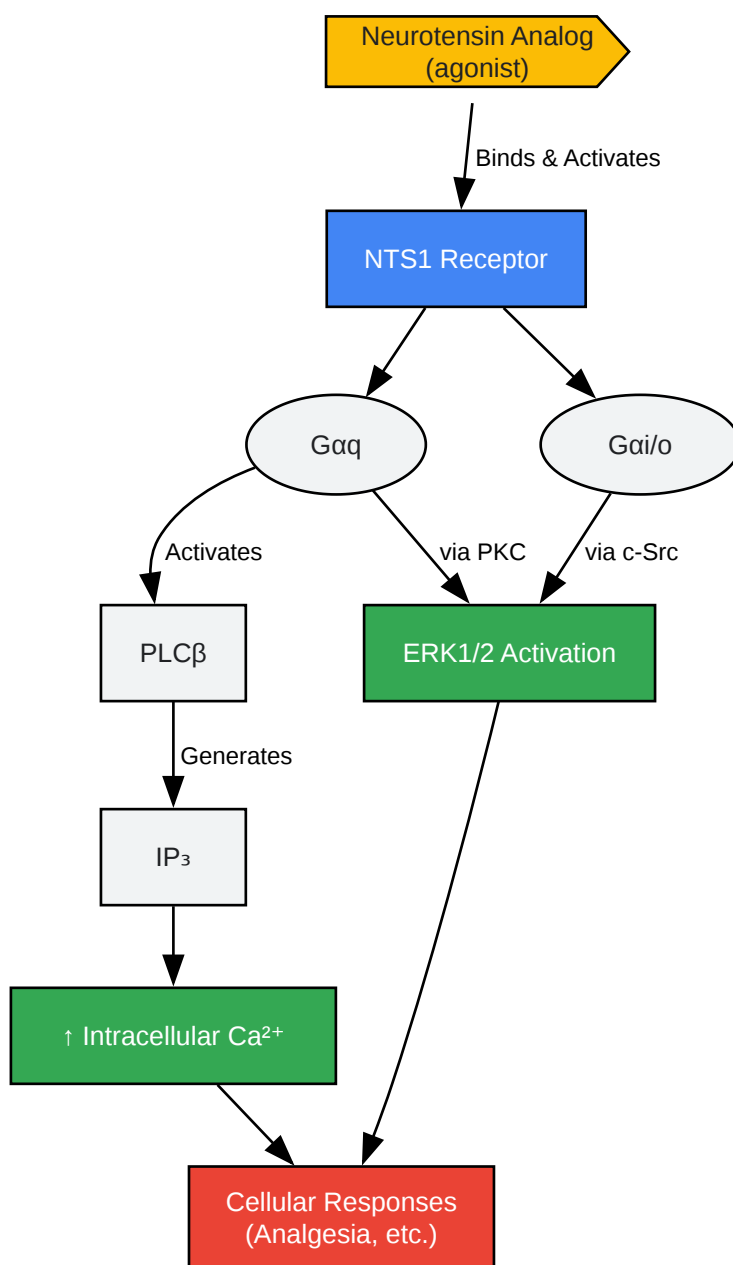 Neurotensin Analog
(agonist)
Binds & Activates
NTS1 Receptor
Gαq
Gαi/o
Activates
via PKC
via c-Src
PLCβ
ERK1/2 Activation
Generates
IP₃
↑ Intracellular Ca²⁺
Cellular Responses
(Analgesia, etc.)